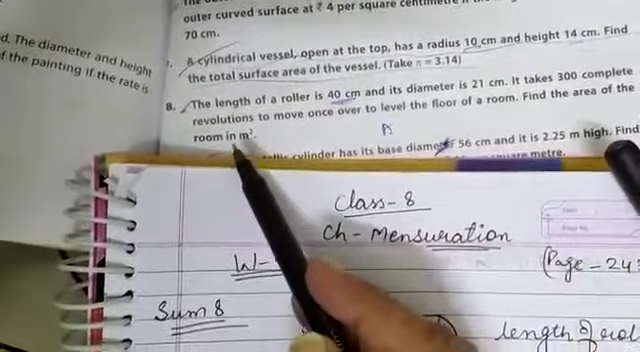 outer curved surface at ₹ 4 per square centimetre if the
70 cm.
d. The diameter and height
of the painting if the rate is
7. A cylindrical vessel, open at the top, has a radius 10 cm and height 14 cm. Find
the total surface area of the vessel. (Take π = 3.14)
8. The length of a roller is 40 cm and its diameter is 21 cm. It takes 300 complete
revolutions to move once over to level the floor of a room. Find the area of the
room in m².
cylinder has its base diameter 56 cm and it is 2.25 m high. Find
square metre.
Class - 8
Ch - Mensuration
W -
(Page - 24
Sum 8
length of